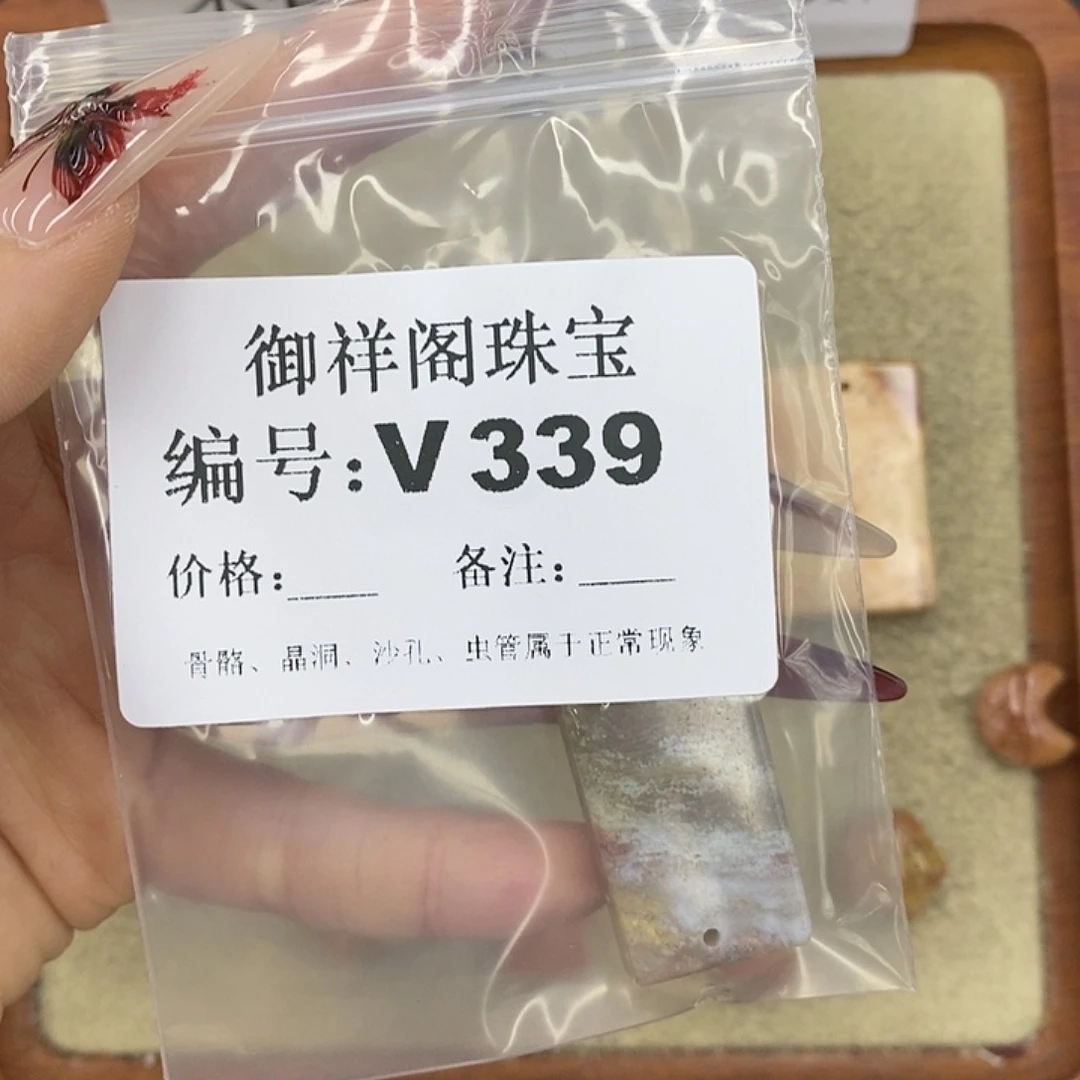 御祥阁珠宝
编号:V339
价格:____ 备注:_____
骨骼、晶洞、沙孔、虫管属于正常现象